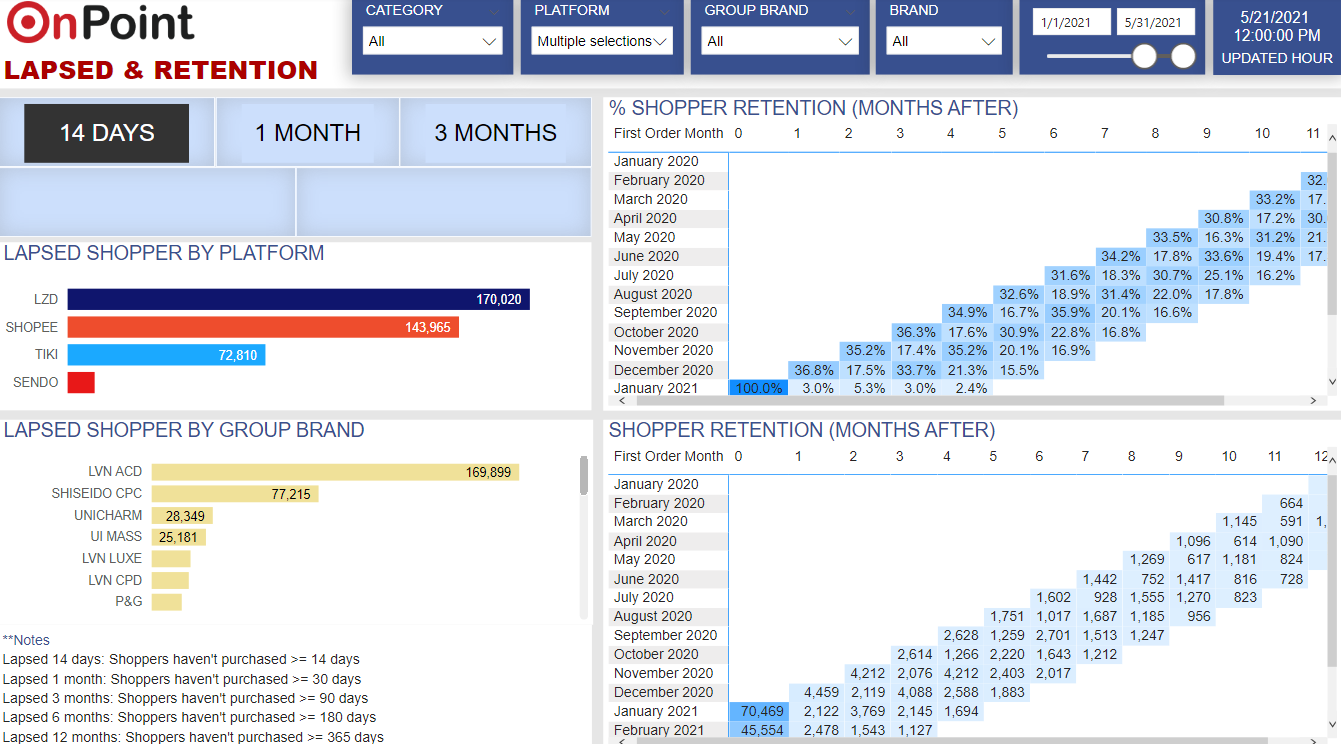 OnPoint
LAPSED & RETENTION
CATEGORY
All
PLATFORM
Multiple selections
GROUP BRAND
All
BRAND
All
1/1/2021 5/31/2021
5/21/2021
12:00:00 PM
UPDATED HOUR
14 DAYS
1 MONTH
3 MONTHS
LAPSED SHOPPER BY PLATFORM
LZD 170,020
SHOPEE 143,965
TIKI 72,810
SENDO
LAPSED SHOPPER BY GROUP BRAND
LVN ACD 169,899
SHISEIDO CPC 77,215
UNICHARM 28,349
UI MASS 25,181
LVN LUXE
LVN CPD
P&G
**Notes
Lapsed 14 days: Shoppers haven't purchased >= 14 days
Lapsed 1 month: Shoppers haven't purchased >= 30 days
Lapsed 3 months: Shoppers haven't purchased >= 90 days
Lapsed 6 months: Shoppers haven't purchased >= 180 days
Lapsed 12 months: Shoppers haven't purchased >= 365 days
% SHOPPER RETENTION (MONTHS AFTER)
First Order Month 0 1 2 3 4 5 6 7 8 9 10 11
January 2020
February 2020 32.
March 2020 33.2% 17.
April 2020 30.8% 17.2% 30.
May 2020 33.5% 16.3% 31.2% 21.
June 2020 34.2% 17.8% 33.6% 19.4% 17.
July 2020 31.6% 18.3% 30.7% 25.1% 16.2%
August 2020 32.6% 18.9% 31.4% 22.0% 17.8%
September 2020 34.9% 16.7% 35.9% 20.1% 16.6%
October 2020 36.3% 17.6% 30.9% 22.8% 16.8%
November 2020 35.2% 17.4% 35.2% 20.1% 16.9%
December 2020 36.8% 17.5% 33.7% 21.3% 15.5%
January 2021 100.0% 3.0% 5.3% 3.0% 2.4%
SHOPPER RETENTION (MONTHS AFTER)
First Order Month 0 1 2 3 4 5 6 7 8 9 10 11 12
January 2020
February 2020 664
March 2020 1,145 591 1,
April 2020 1,096 614 1,090
May 2020 1,269 617 1,181 824
June 2020 1,442 752 1,417 816 728
July 2020 1,602 928 1,555 1,270 823
August 2020 1,751 1,017 1,687 1,185 956
September 2020 2,628 1,259 2,701 1,513 1,247
October 2020 2,614 1,266 2,220 1,643 1,212
November 2020 4,212 2,076 4,212 2,403 2,017
December 2020 4,459 2,119 4,088 2,588 1,883
January 2021 70,469 2,122 3,769 2,145 1,694
February 2021 45,554 2,478 1,543 1,127